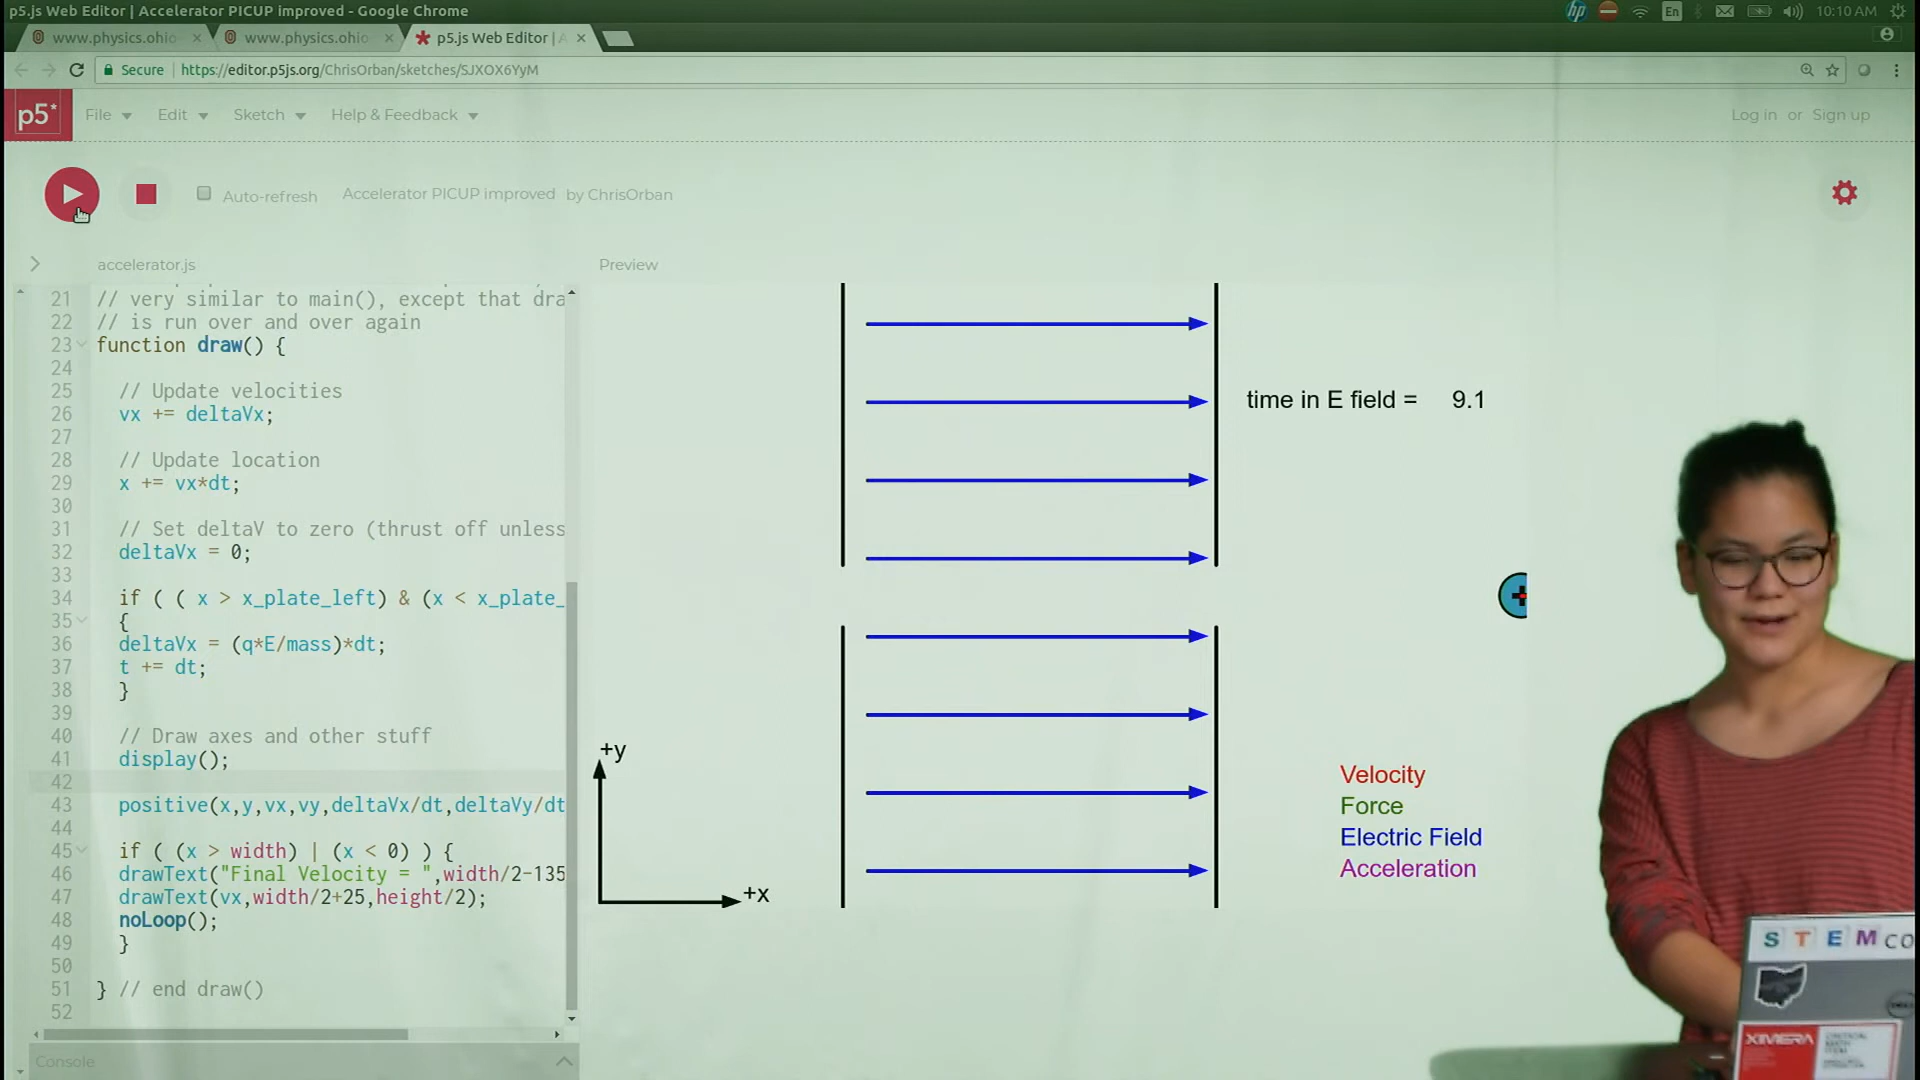 p5.js Web Editor | Accelerator PICUP improved - Google Chrome
En
10:10 AM
www.physics.ohio-
www.physics.ohio-
p5.js Web Editor | A
Secure
https://editor.p5js.org/ChrisOrban/sketches/SJXOX6YyM
p5*
File
Edit
Sketch
Help & Feedback
Log in or Sign up
Auto-refresh
Accelerator PICUP improved by ChrisOrban
accelerator.js
Preview
21 // very similar to main(), except that dra
22 // is run over and over again
23 function draw() {
24
25 // Update velocities
26 vx += deltaVx;
27
28 // Update location
29 x += vx*dt;
30
31 // Set deltaV to zero (thrust off unless
32 deltaVx = 0;
33
34 if ( ( x > x_plate_left) & (x < x_plate_
35 {
36 deltaVx = (q*E/mass)*dt;
37 t += dt;
38 }
39
40 // Draw axes and other stuff
41 display();
42
43 positive(x,y,vx,vy,deltaVx/dt,deltaVy/dt
44
45 if ( (x > width) | (x < 0) ) {
46 drawText("Final Velocity = ",width/2-135
47 drawText(vx,width/2+25,height/2);
48 noLoop();
49 }
50
51 } // end draw()
52
Console
time in E field = 9.1
+
+y
+x
Velocity
Force
Electric Field
Acceleration
STEMCO
XIMERA